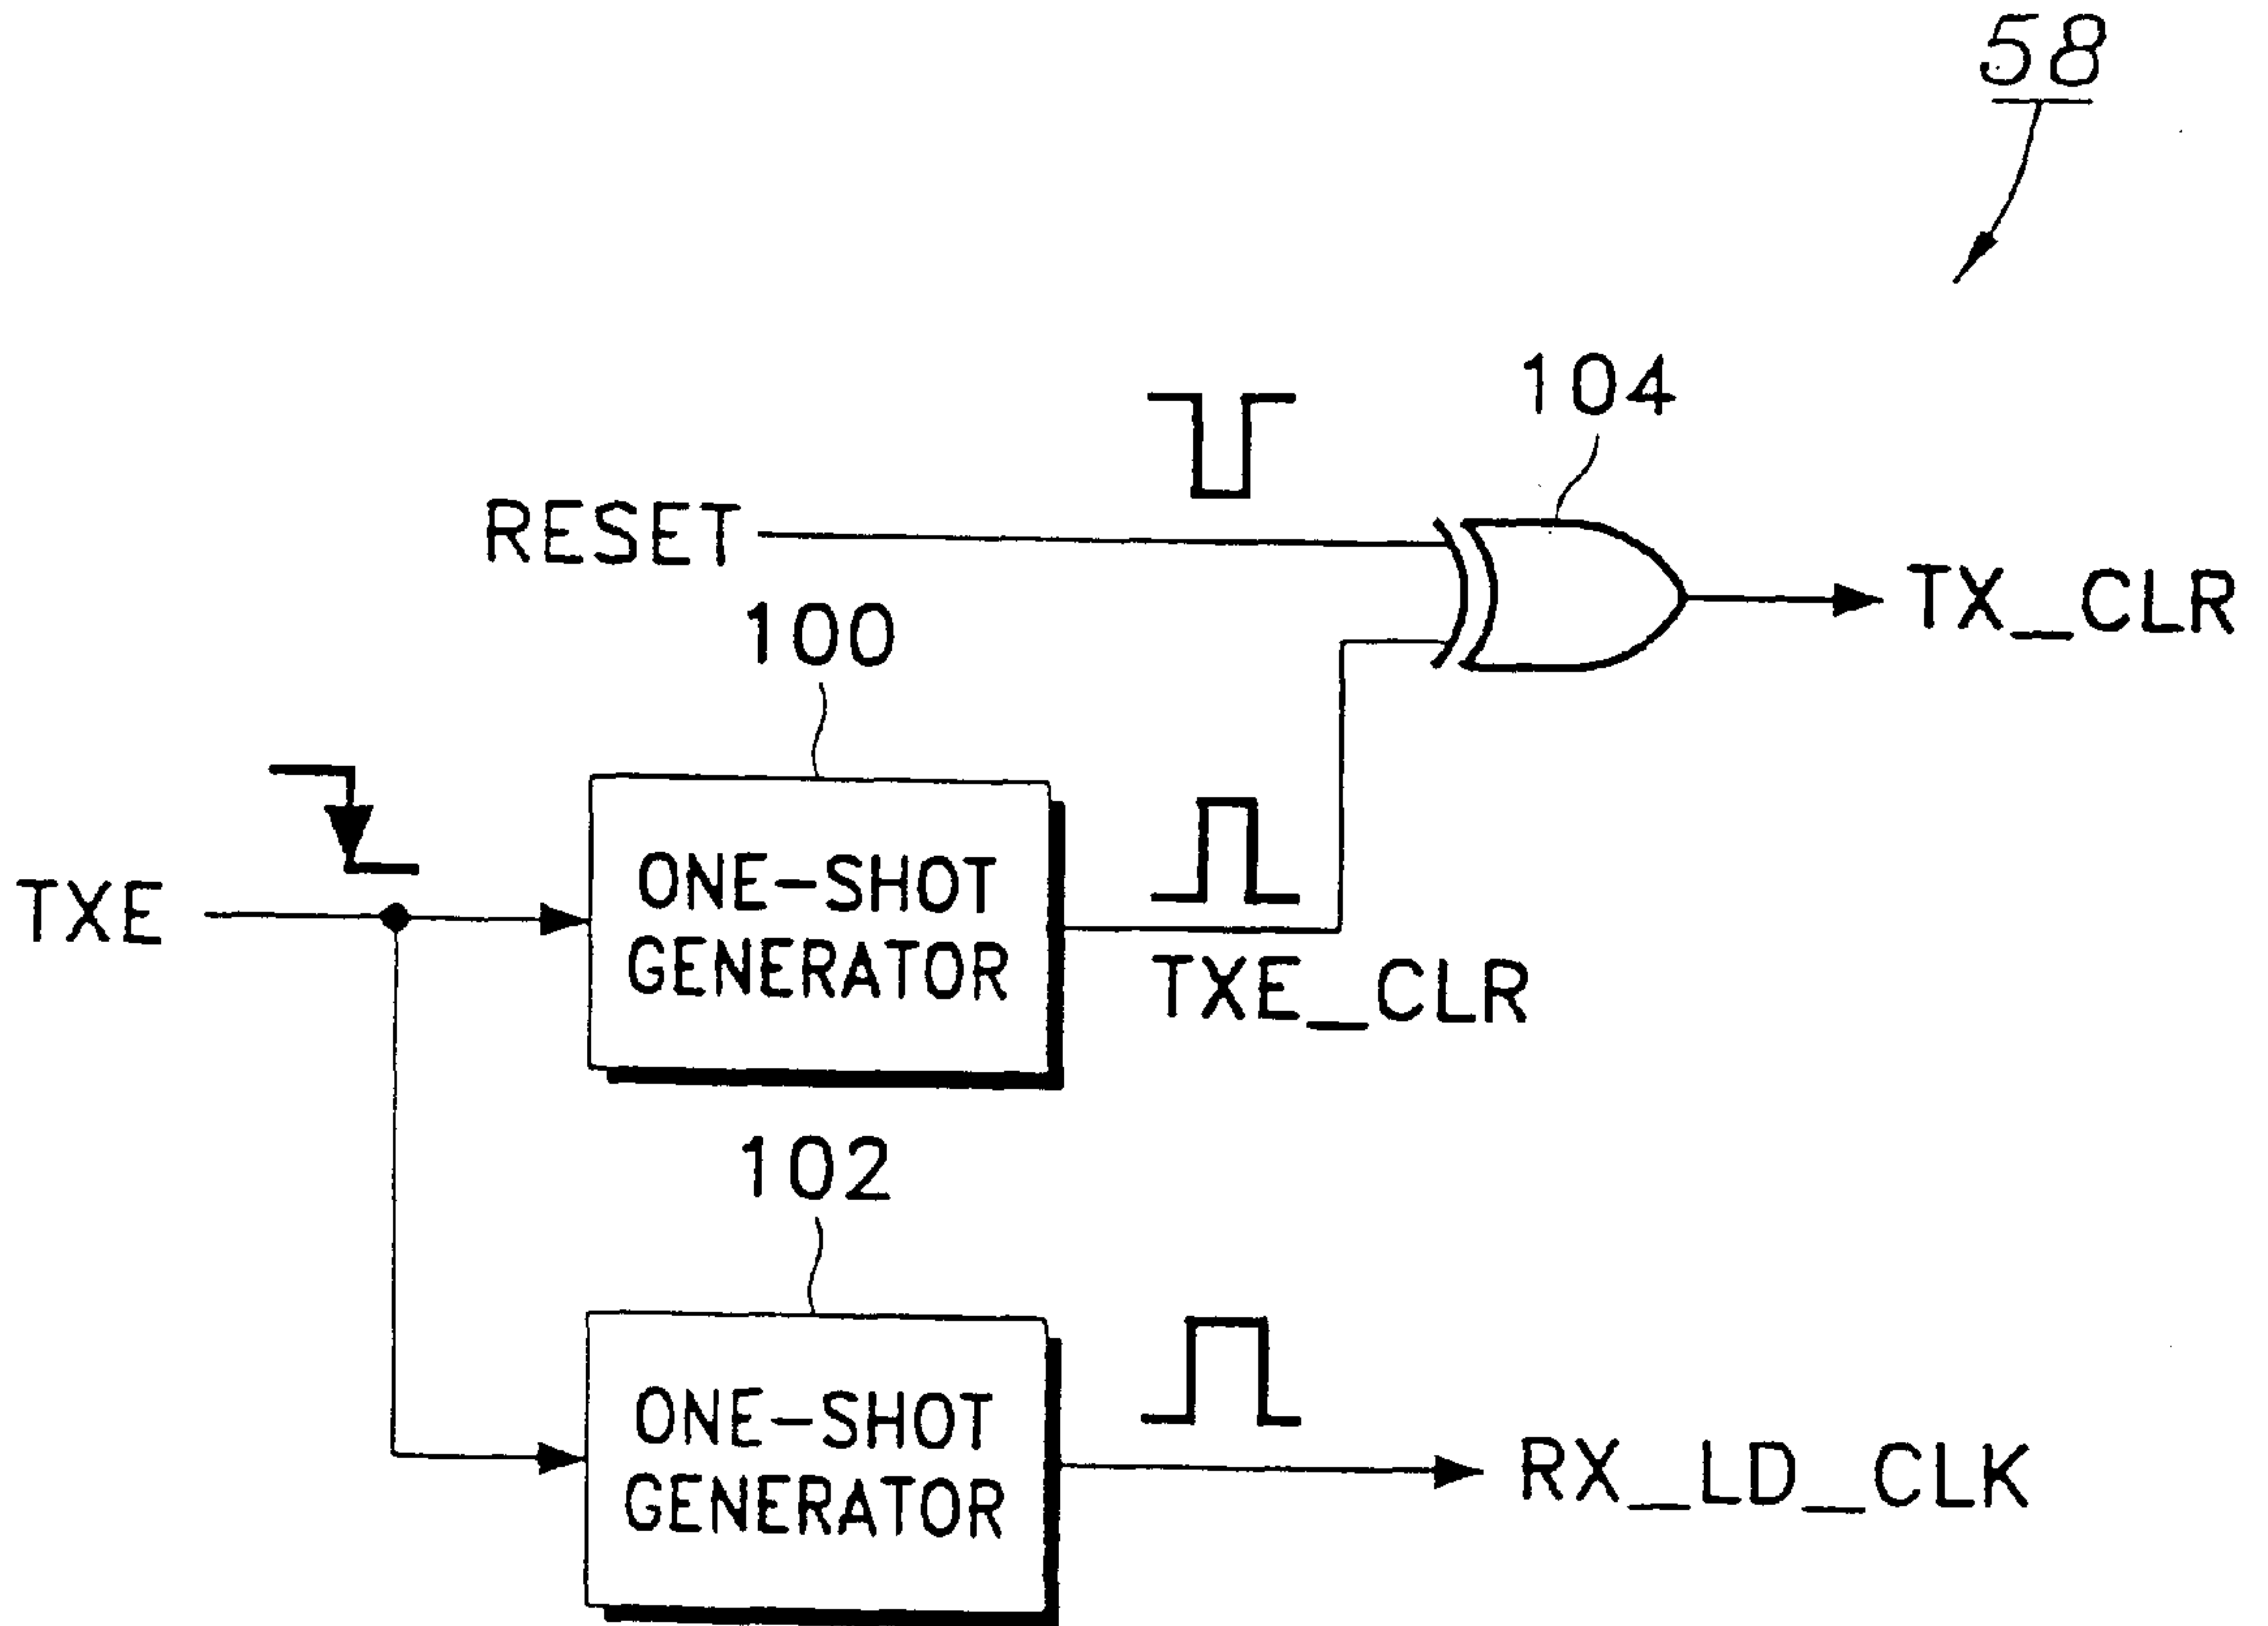 58
104
RESET
TX_CLR
100
TXE
ONE-SHOT
GENERATOR
TXE_CLR
102
ONE-SHOT
GENERATOR
RX_LD_CLK